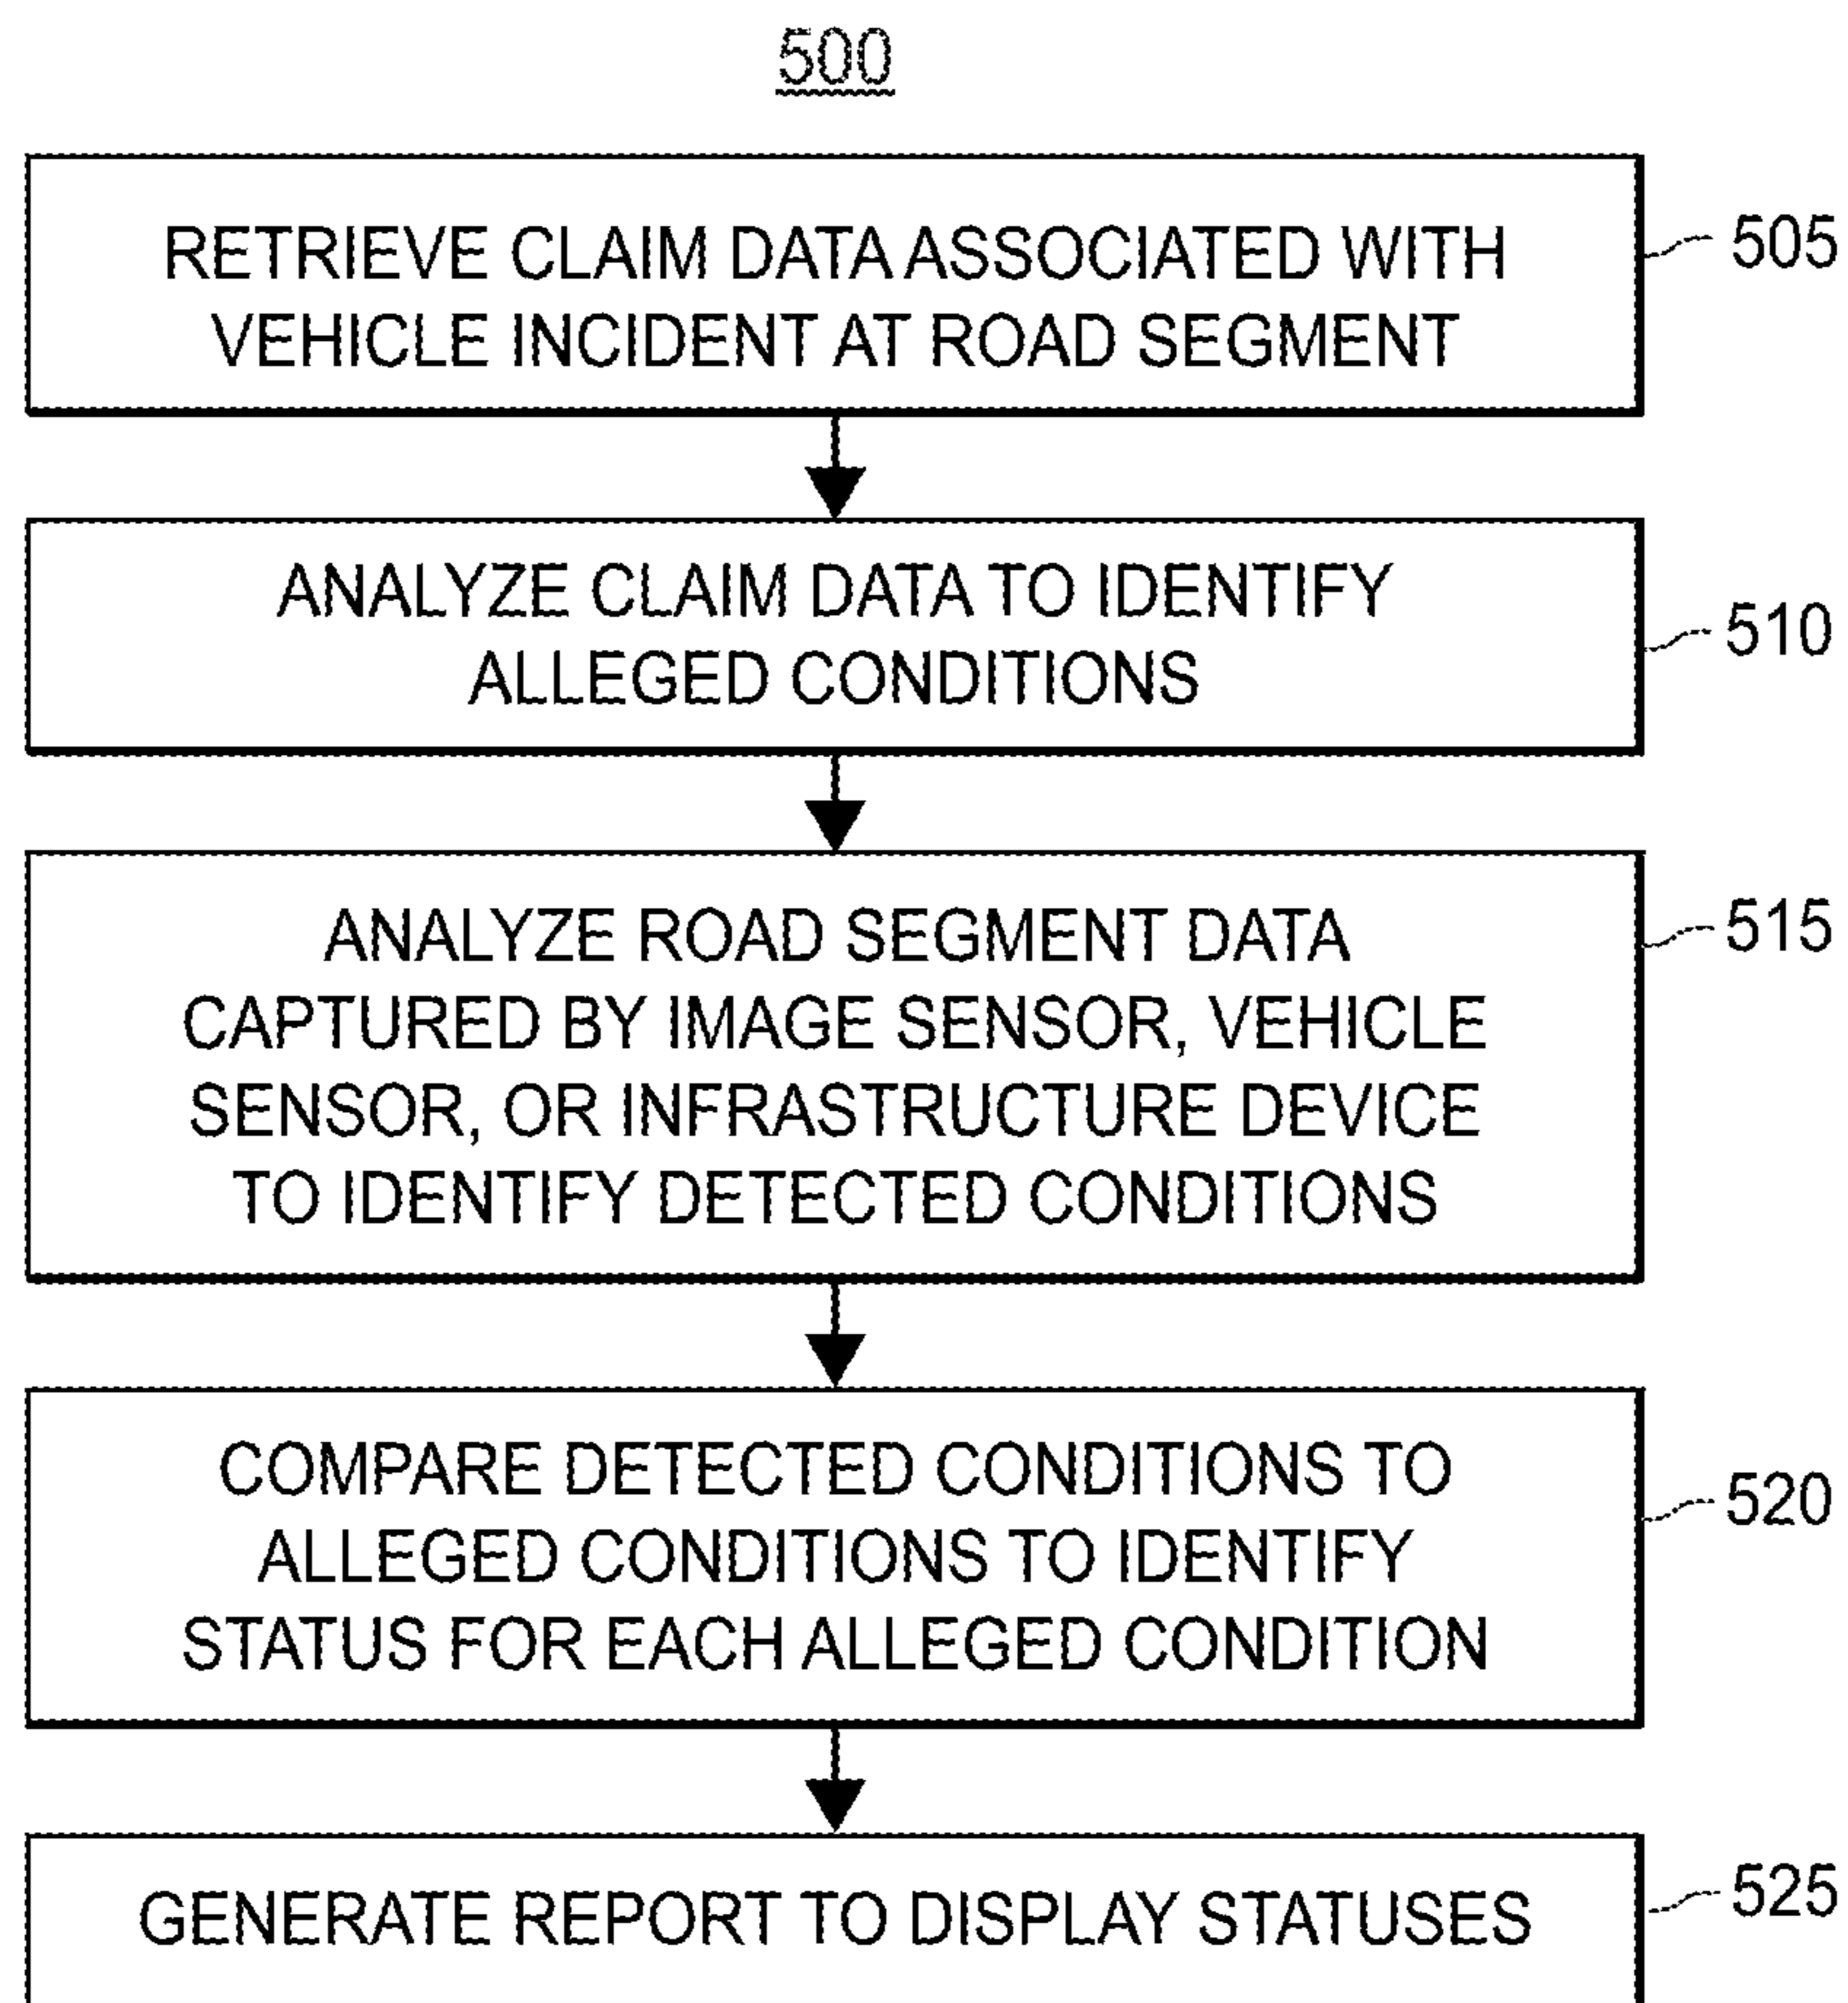 500
RETRIEVE CLAIM DATA ASSOCIATED WITH
VEHICLE INCIDENT AT ROAD SEGMENT
505
ANALYZE CLAIM DATA TO IDENTIFY
ALLEGED CONDITIONS
510
ANALYZE ROAD SEGMENT DATA
CAPTURED BY IMAGE SENSOR, VEHICLE
SENSOR, OR INFRASTRUCTURE DEVICE
TO IDENTIFY DETECTED CONDITIONS
515
COMPARE DETECTED CONDITIONS TO
ALLEGED CONDITIONS TO IDENTIFY
STATUS FOR EACH ALLEGED CONDITION
520
GENERATE REPORT TO DISPLAY STATUSES
525